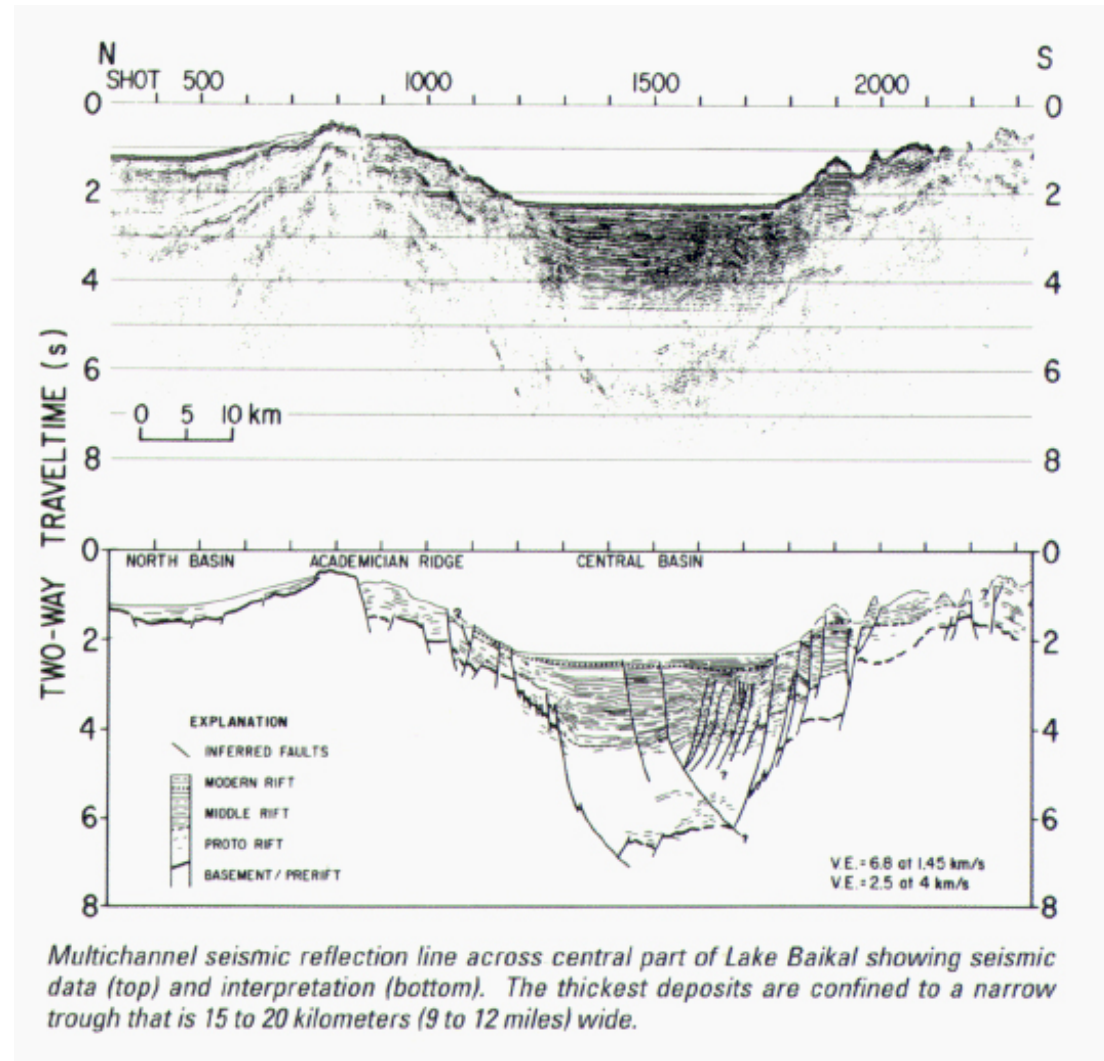 N S
SHOT 500 1000 1500 2000
0 0
2 2
4 4
6 6
0 5 10 km
8 8
TWO-WAY TRAVELTIME (s)
0 NORTH BASIN ACADEMICIAN RIDGE CENTRAL BASIN 0
?
2 2
?
4 4
EXPLANATION
INFERRED FAULTS
MODERN RIFT
?
MIDDLE RIFT
6 6
PROTO RIFT
?
BASEMENT / PRERIFT
V.E.= 6.8 at 1.45 km/s
V.E.= 2.5 at 4 km/s
8 8
Multichannel seismic reflection line across central part of Lake Baikal showing seismic
data (top) and interpretation (bottom). The thickest deposits are confined to a narrow
trough that is 15 to 20 kilometers (9 to 12 miles) wide.